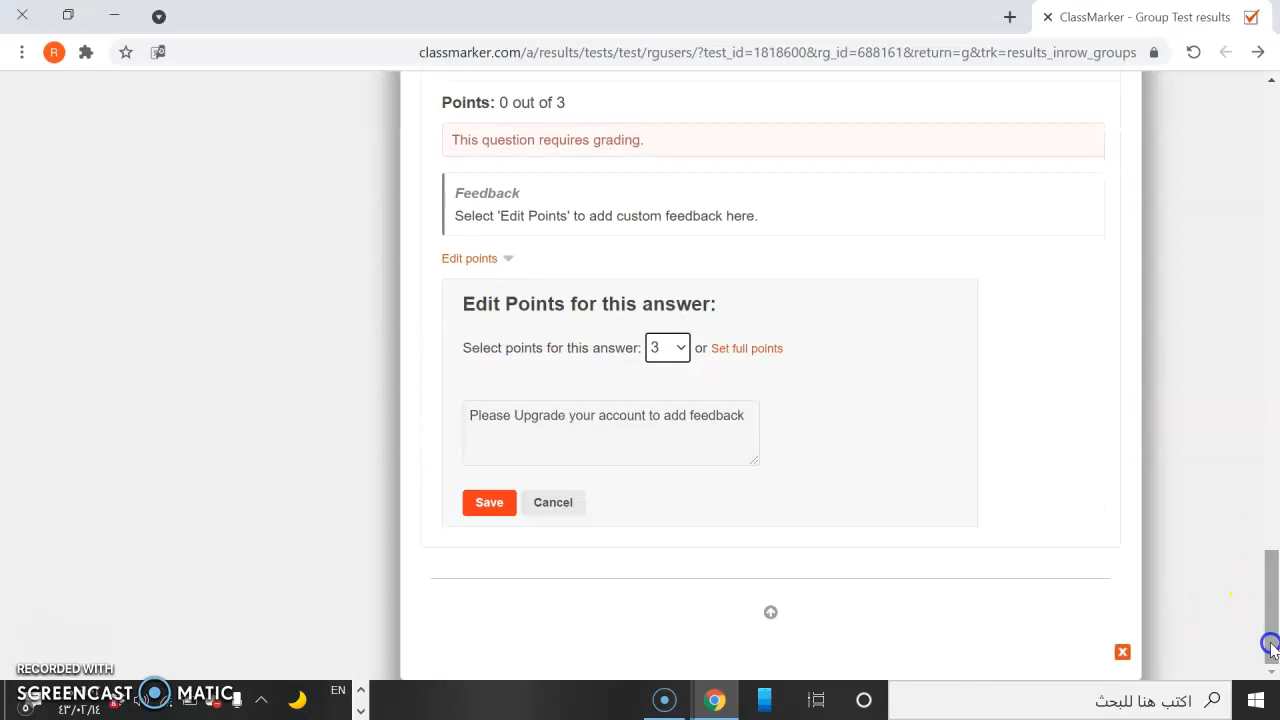 ClassMarker - Group Test results
R
classmarker.com/a/results/tests/test/rgusers/?test_id=1818600&rg_id=688161&return=g&trk=results_inrow_groups
Points: 0 out of 3
This question requires grading.
Feedback
Select 'Edit Points' to add custom feedback here.
Edit points
Edit Points for this answer:
Select points for this answer: 3 or Set full points
Please Upgrade your account to add feedback
Save Cancel
RECORDED WITH
SCREENCAST MATIC
EN
٤٣/٠٢/١٤
اكتب هنا للبحث